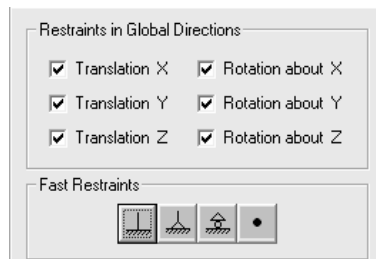 Restraints in Global Directions
Translation X Rotation about X
Translation Y Rotation about Y
Translation Z Rotation about Z
Fast Restraints